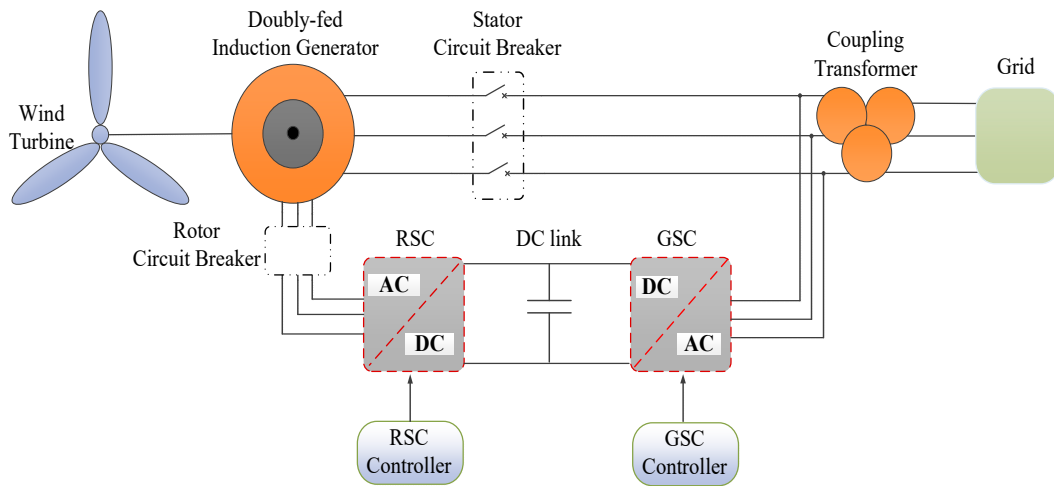 Doubly-fed
Induction Generator
Stator
Circuit Breaker
Coupling
Transformer
Grid
Wind
Turbine
Rotor
Circuit Breaker
RSC
DC link
GSC
AC
DC
DC
AC
RSC
Controller
GSC
Controller